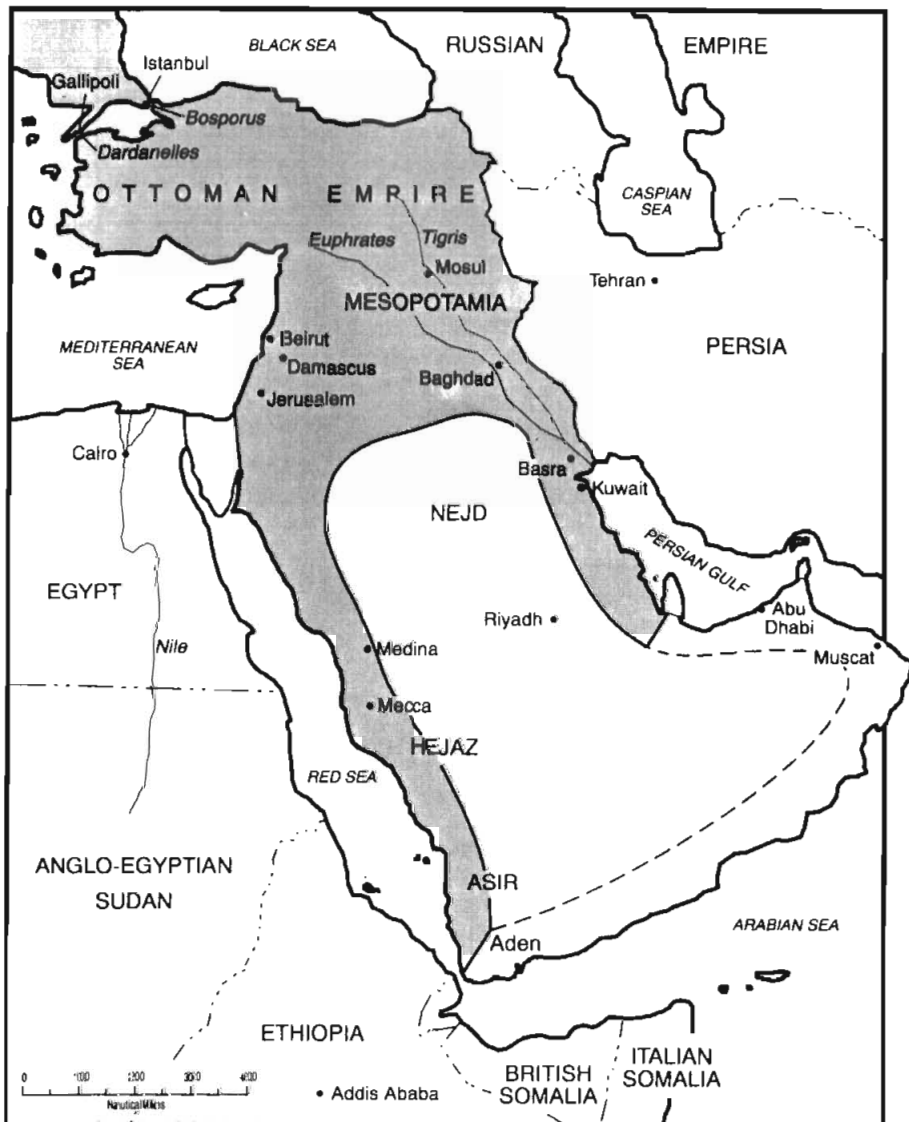 BLACK SEA
RUSSIAN
EMPIRE
Istanbul
Gallipoli
Bosporus
Dardanelles
OTTOMAN EMPIRE
CASPIAN
SEA
Euphrates
Tigris
Mosul
Tehran
MESOPOTAMIA
MEDITERRANEAN
SEA
Beirut
Damascus
PERSIA
Baghdad
Jerusalem
Cairo
Basra
Kuwait
NEJD
PERSIAN GULF
EGYPT
Riyadh
Abu
Dhabi
Nile
Medina
Muscat
Mecca
HEJAZ
RED SEA
ANGLO-EGYPTIAN
SUDAN
ASIR
Aden
ARABIAN SEA
ETHIOPIA
BRITISH
SOMALIA
ITALIAN
SOMALIA
0 100 200 300 400
Nautical Miles
Addis Ababa